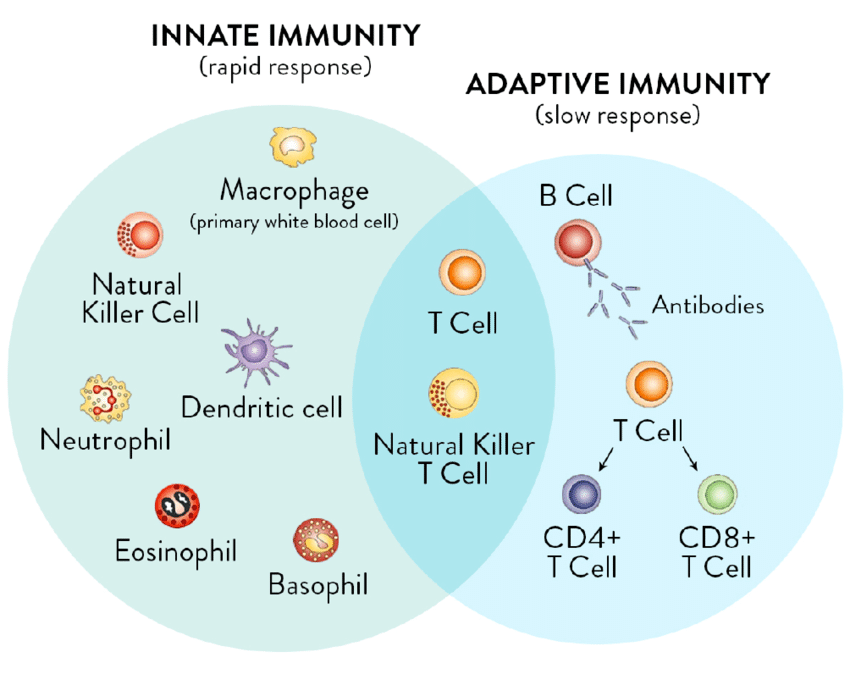 INNATE IMMUNITY
(rapid response)
ADAPTIVE IMMUNITY
(slow response)
Macrophage
(primary white blood cell)
Natural
Killer Cell
Dendritic cell
Neutrophil
Eosinophil
Basophil
T Cell
Natural Killer
T Cell
B Cell
Antibodies
T Cell
CD4+
T Cell
CD8+
T Cell